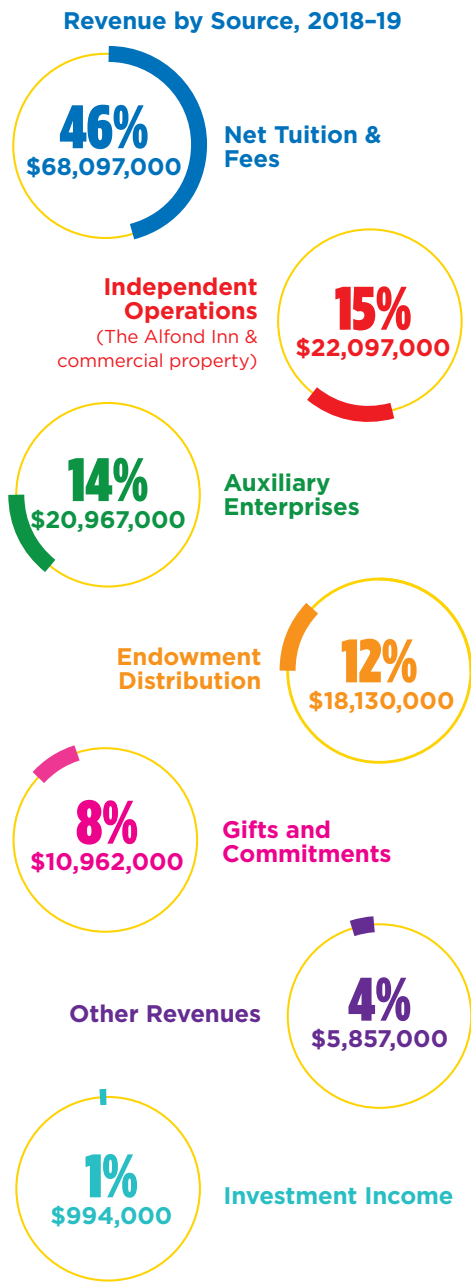 Revenue by Source, 2018–19
46%
$68,097,000
Net Tuition &
Fees
Independent
Operations
(The Alfond Inn &
commercial property)
15%
$22,097,000
14%
$20,967,000
Auxiliary
Enterprises
Endowment
Distribution
12%
$18,130,000
8%
$10,962,000
Gifts and
Commitments
Other Revenues
4%
$5,857,000
1%
$994,000
Investment Income